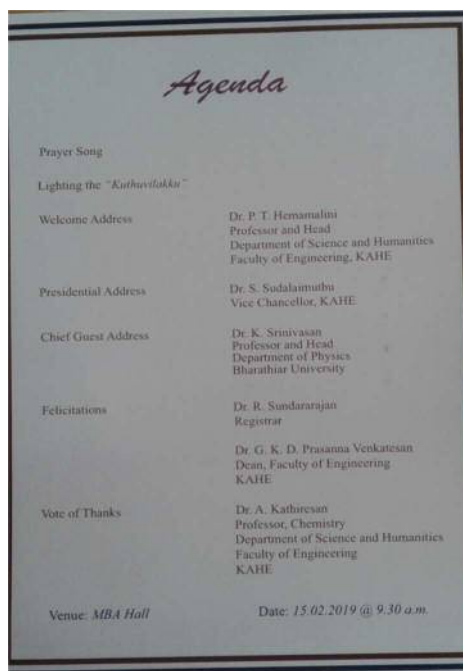 Agenda
Prayer Song
Lighting the "Kuthuvilakku"
Welcome Address
Dr. P. T. Hemamalini
Professor and Head
Department of Science and Humanities
Faculty of Engineering, KAHE
Presidential Address
Dr. S. Sudalaimuthu
Vice Chancellor, KAHE
Chief Guest Address
Dr. K. Srinivasan
Professor and Head
Department of Physics
Bharathiar University
Felicitations
Dr. R. Sundararajan
Registrar
Dr. G. K. D. Prasanna Venkatesan
Dean, Faculty of Engineering
KAHE
Vote of Thanks
Dr. A. Kathiresan
Professor, Chemistry
Department of Science and Humanities
Faculty of Engineering
KAHE
Venue: MBA Hall
Date: 15.02.2019 @ 9.30 a.m.